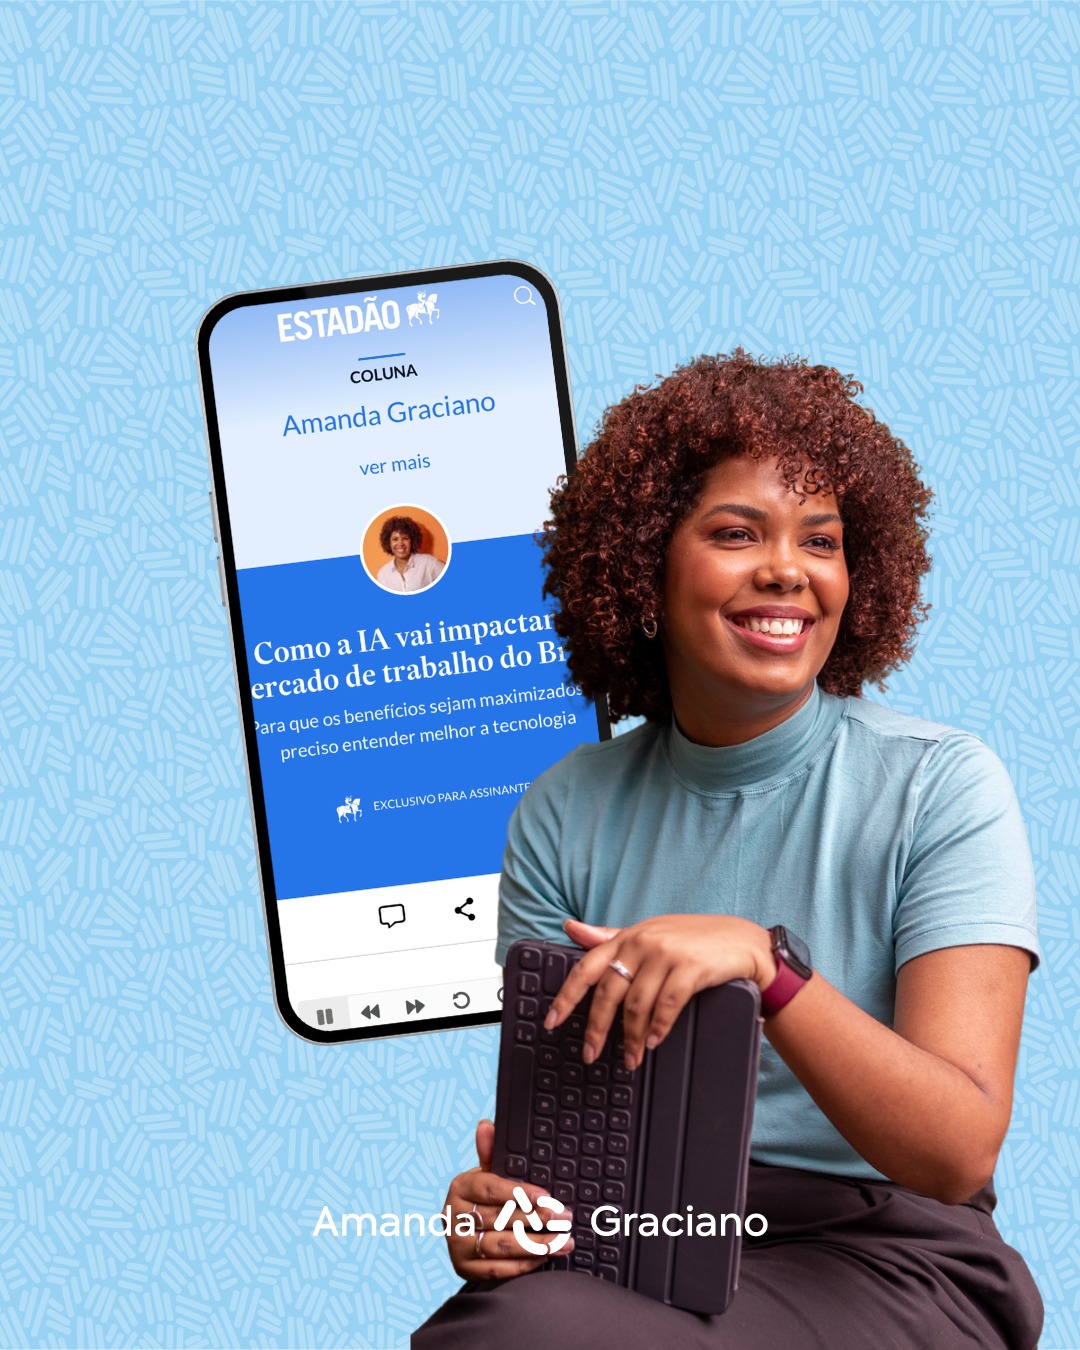 ESTADÃO
COLUNA
Amanda Graciano
ver mais
Como a IA vai impactar
ercado de trabalho do Br
Para que os benefícios sejam maximizados
preciso entender melhor a tecnologia
EXCLUSIVO PARA ASSINANTE
Amanda AG Graciano